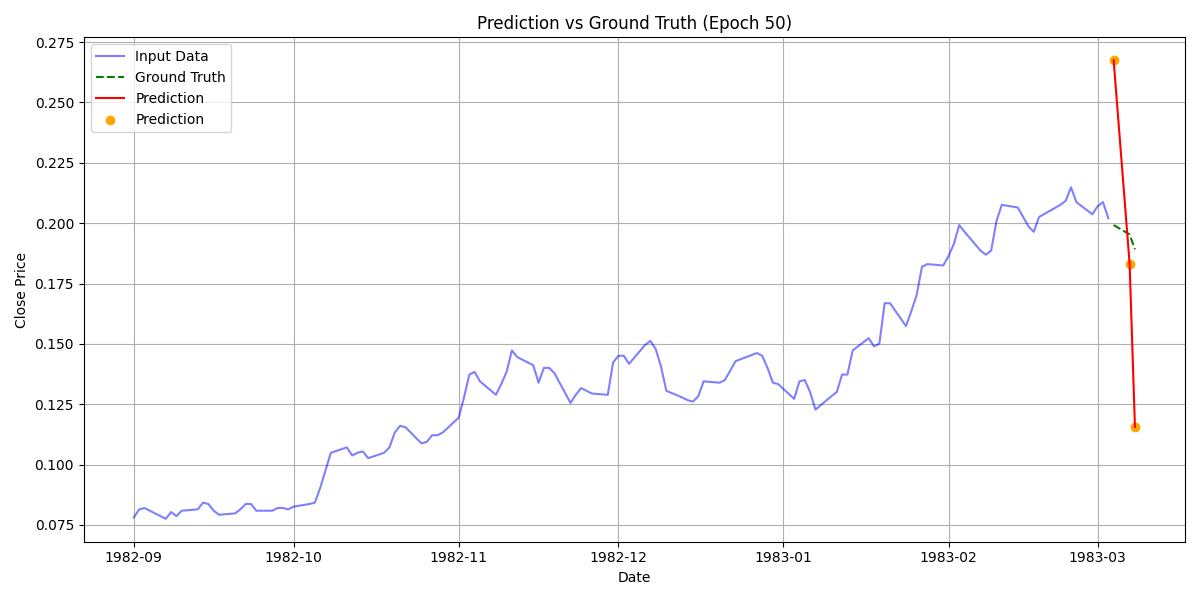 Prediction vs Ground Truth (Epoch 50)
Input Data
Ground Truth
Prediction
Prediction
Close Price
0.275
0.250
0.225
0.200
0.175
0.150
0.125
0.100
0.075
1982-09
1982-10
1982-11
1982-12
1983-01
1983-02
1983-03
Date